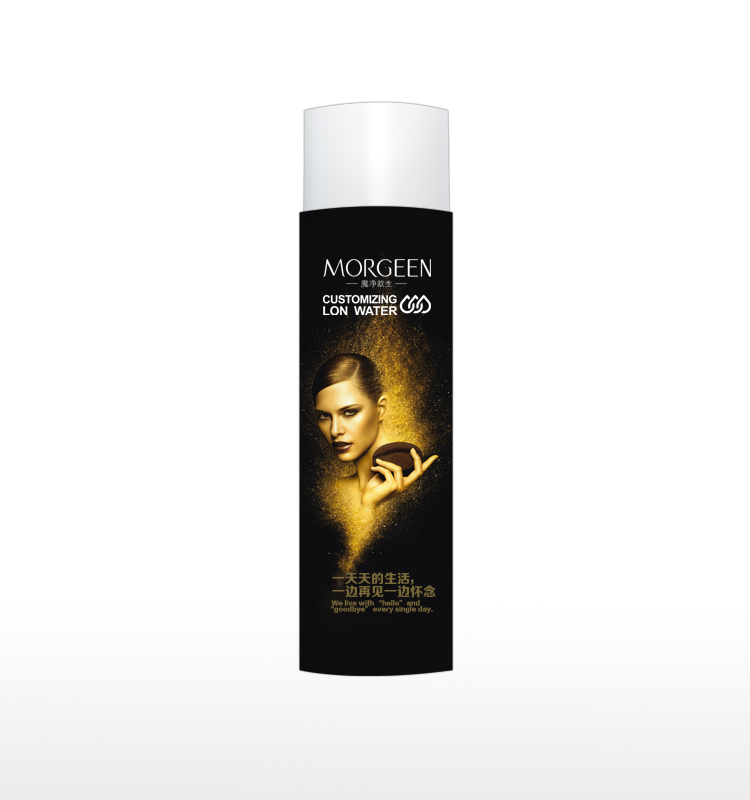 MORGEEN
魔净歆生
CUSTOMIZING
LON WATER
一天天的生活,
一边再见一边怀念
We live with "hello" and
"goodbye" every single day.